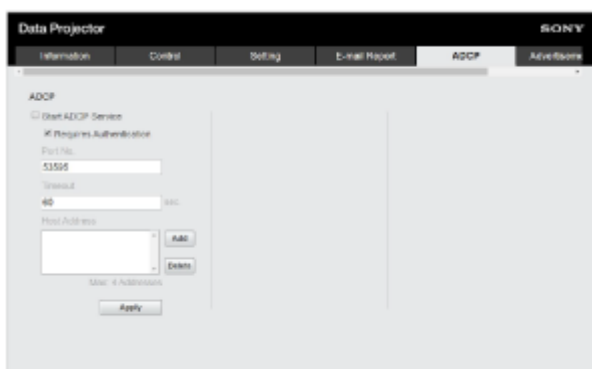 Data Projector
SONY
Information Control Setting E-mail Report ADCP Advertiseme
ADCP
Start ADCP Service
Requires Authentication
Port No.
53595
Timeout
60 sec
Host Address
Add
Delete
Max: 4 Addresses
Apply